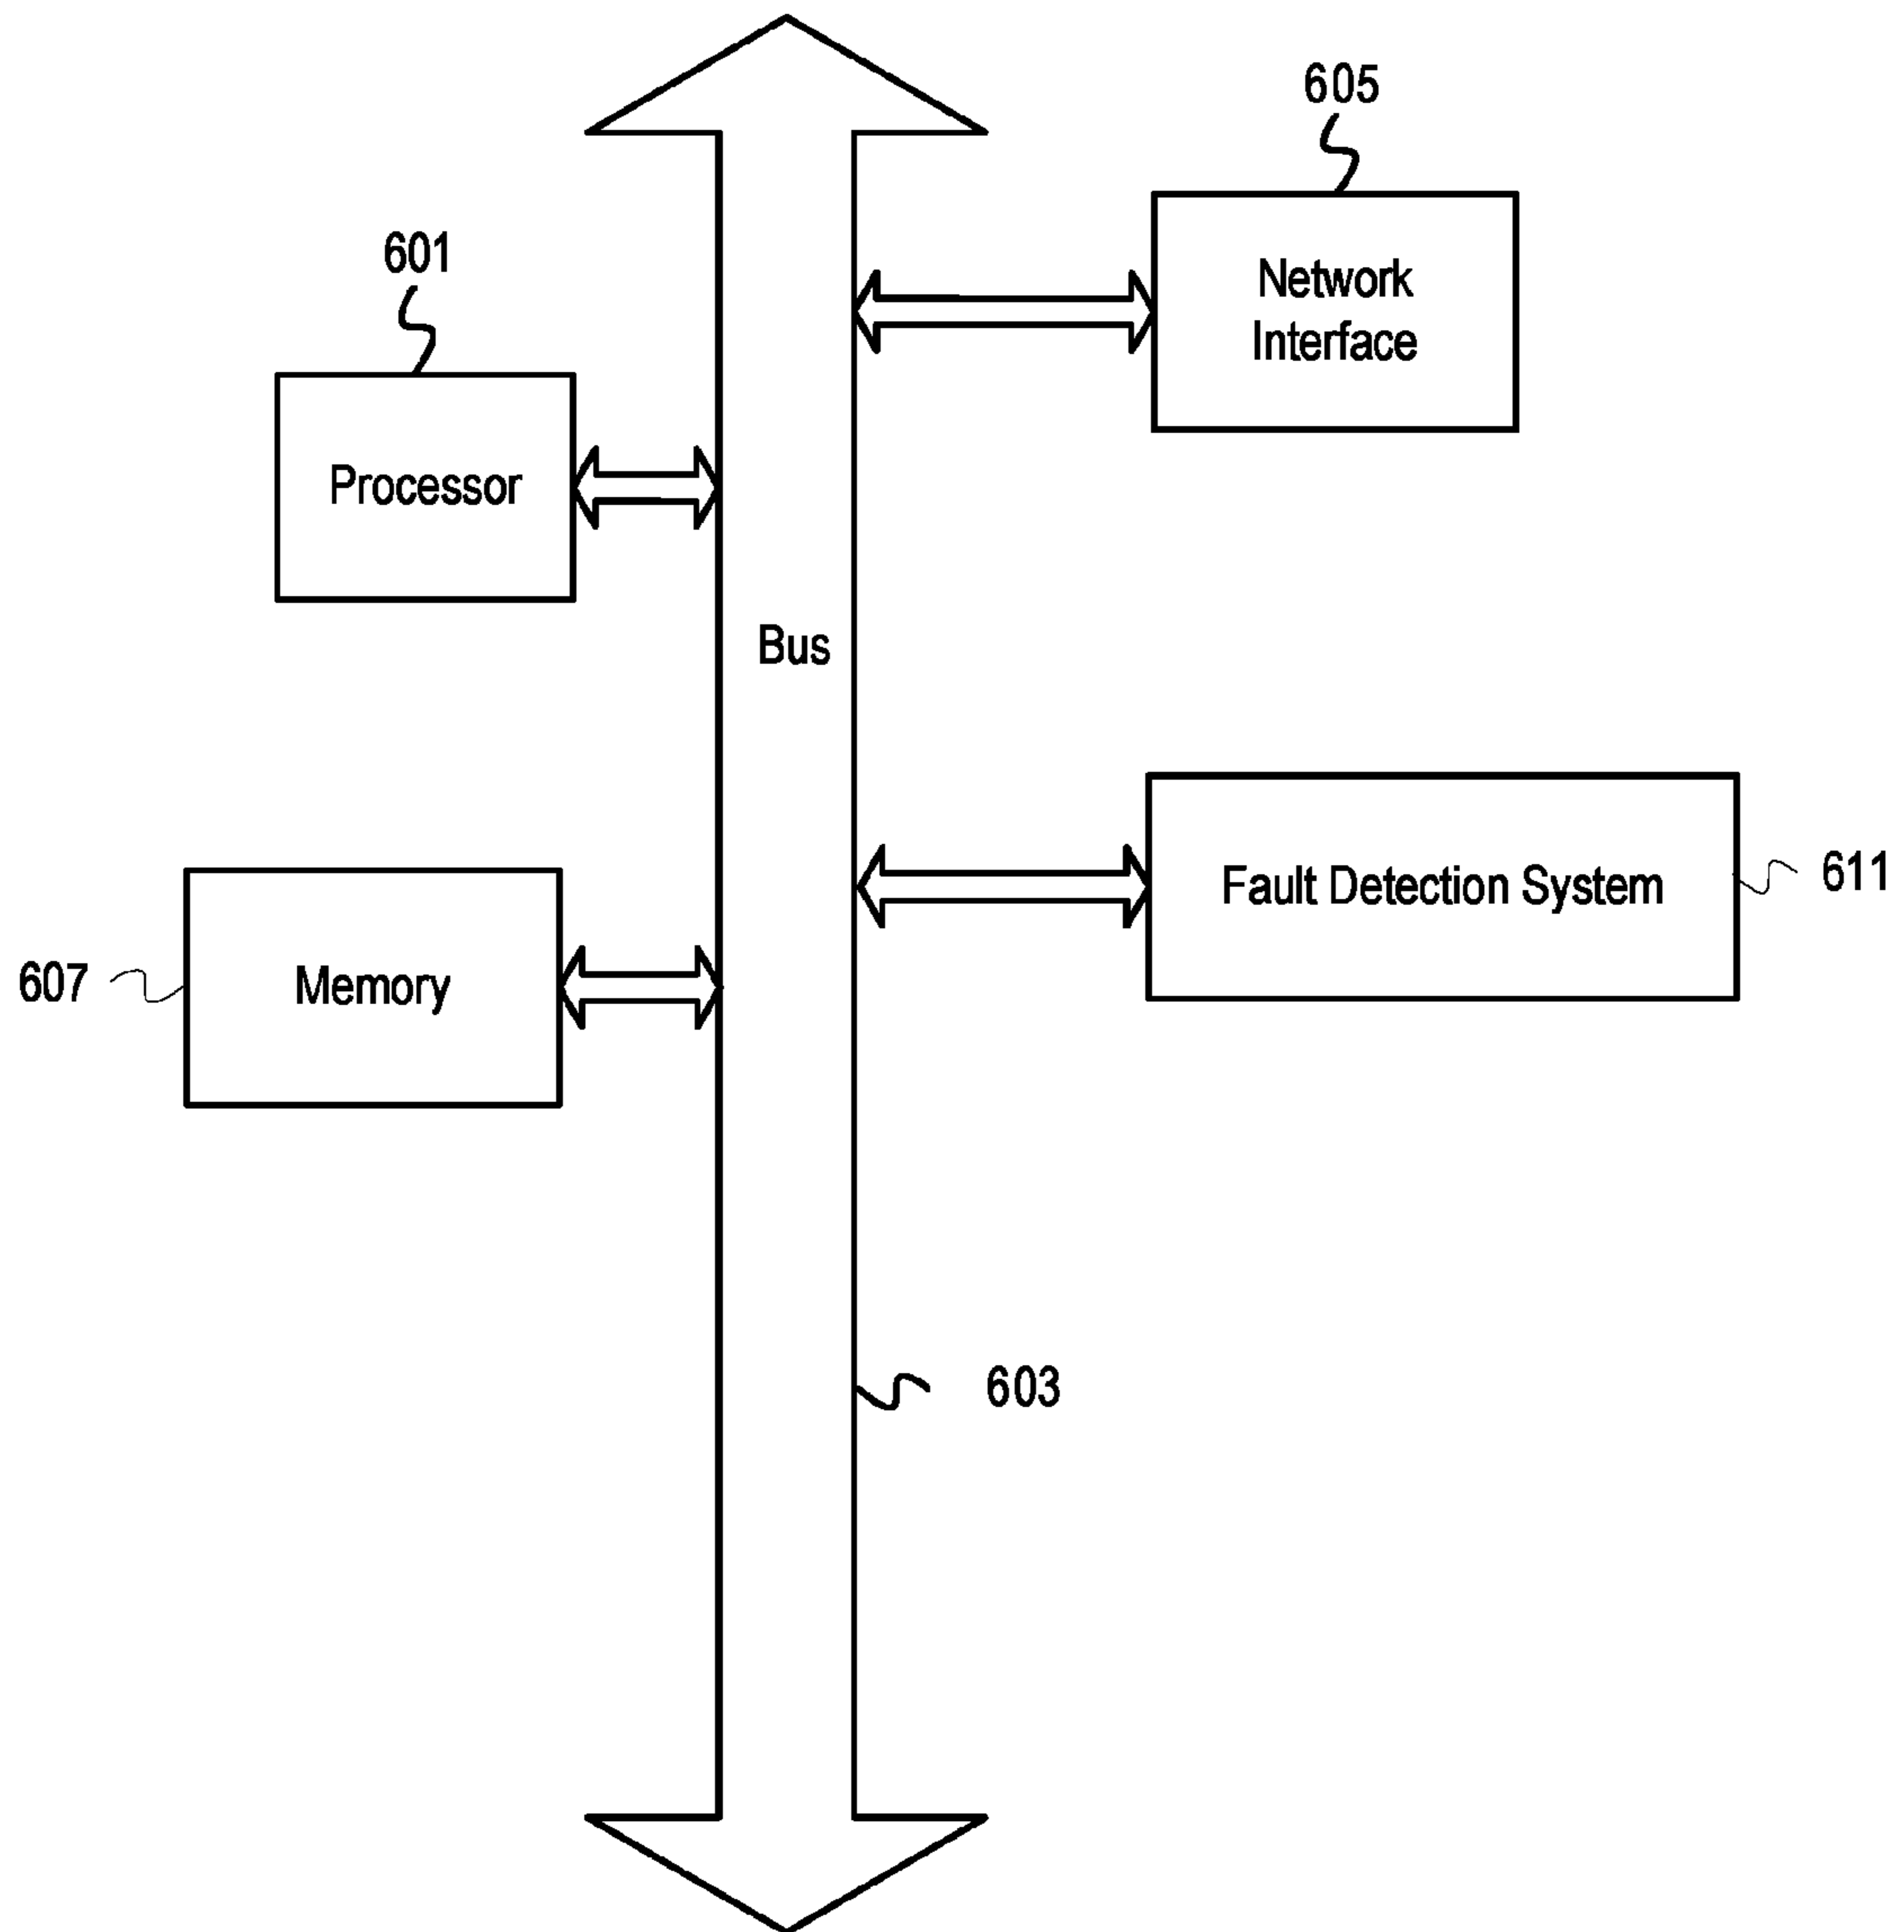 605
601
Network
Interface
Processor
Bus
611
Fault Detection System
607
Memory
603